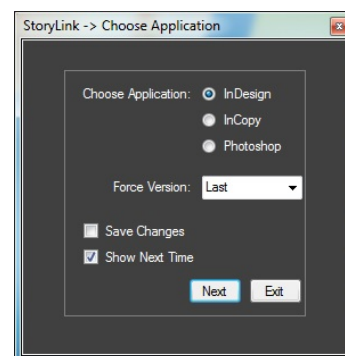 StoryLink -> Choose Application
Choose Application: InDesign
InCopy
Photoshop
Force Version: Last
Save Changes
Show Next Time
Next Exit